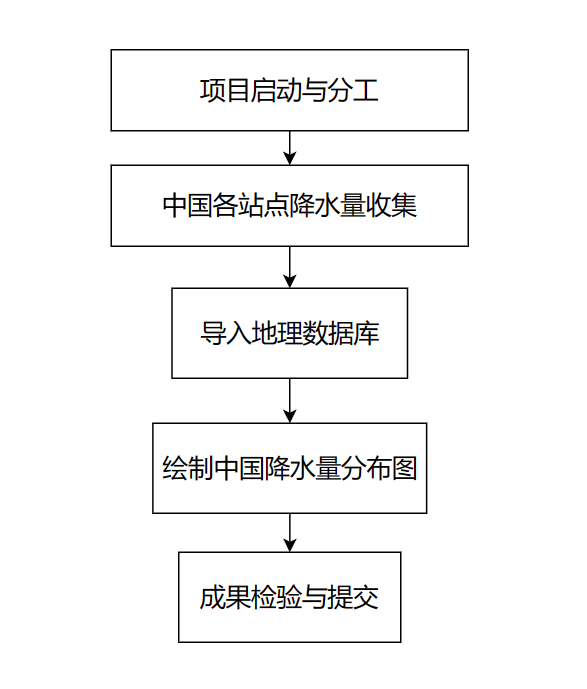 项目启动与分工
中国各站点降水量收集
导入地理数据库
绘制中国降水量分布图
成果检验与提交